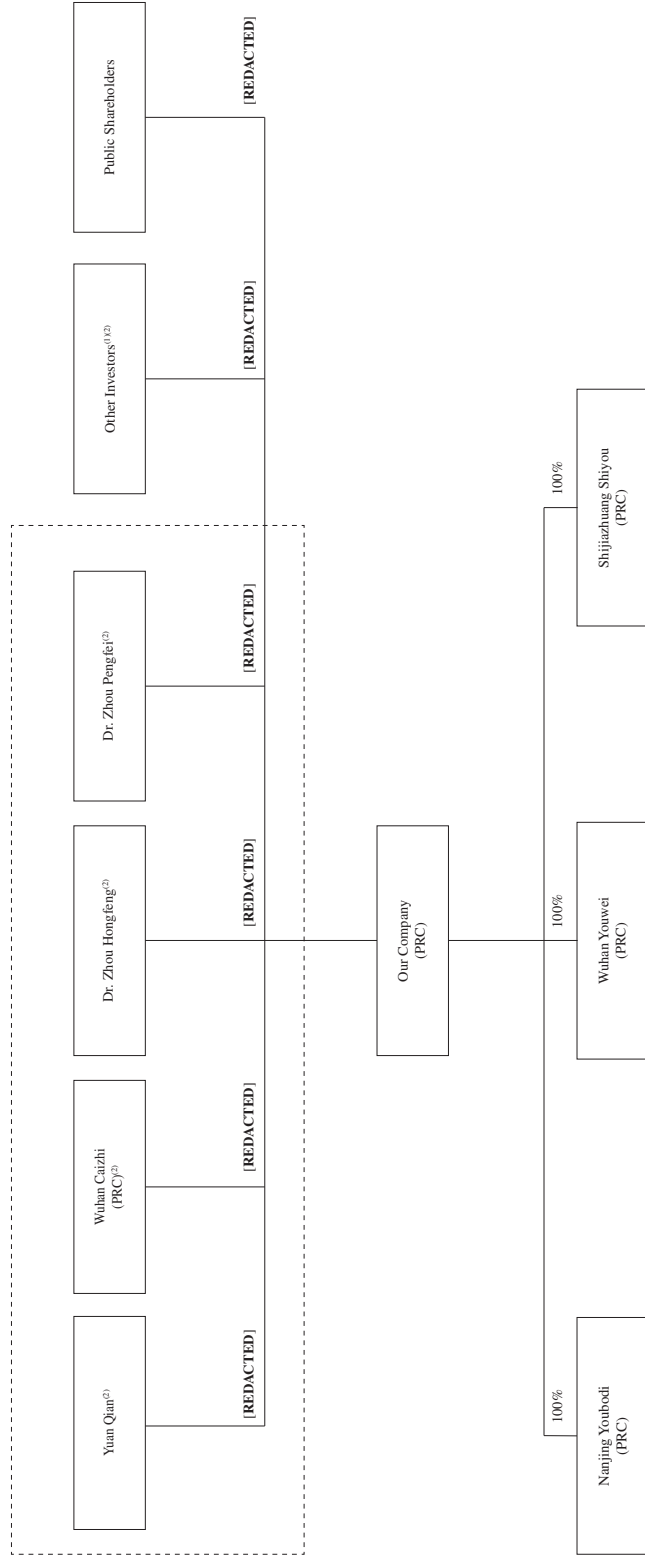 Yuan Qian(2)
Wuhan Caizhi
(PRC)(2)
Dr. Zhou Hongfeng(2)
Dr. Zhou Pengfei(2)
Other Investors(1)(2)
Public Shareholders
[REDACTED]
[REDACTED]
[REDACTED]
[REDACTED]
[REDACTED]
[REDACTED]
Our Company
(PRC)
100%
100%
100%
Nanjing Youbodi
(PRC)
Wuhan Youwei
(PRC)
Shijiazhuang Shiyou
(PRC)